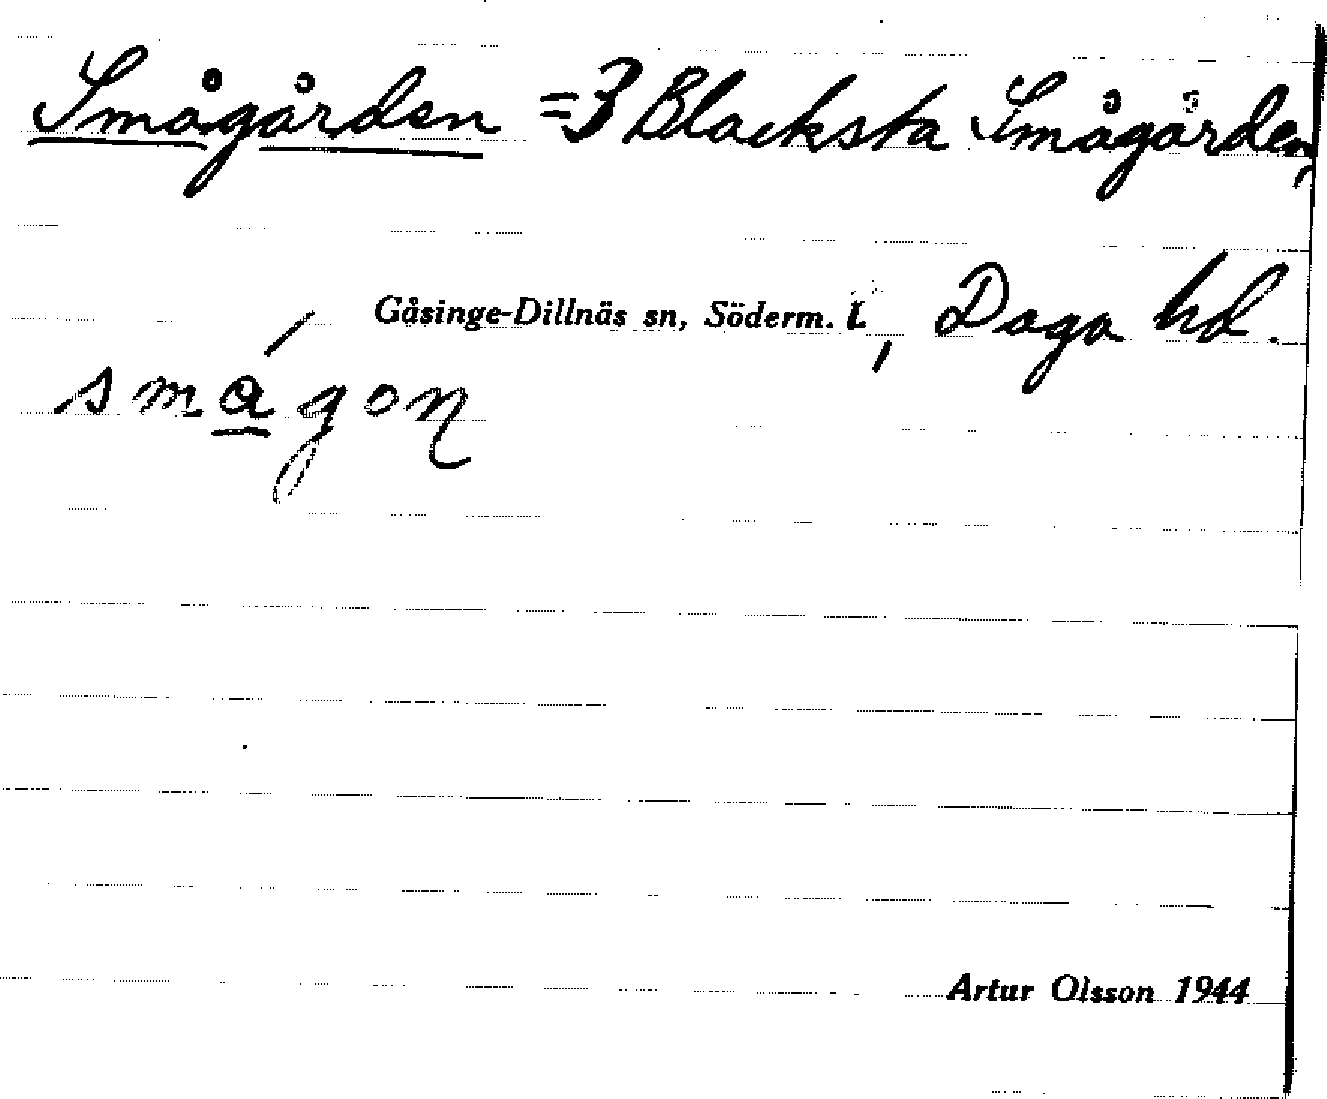 Smågården = 3 Blacksta Smågården,
Gåsinge-Dillnäs sn, Söderm. l., Daga hd.
smágon
Artur Olsson 1944